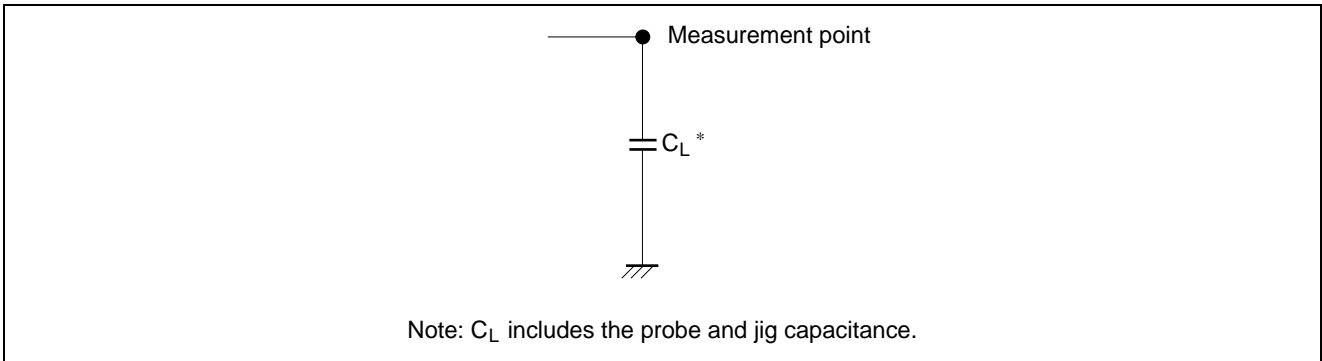 Measurement point
CL *
Note: CL includes the probe and jig capacitance.